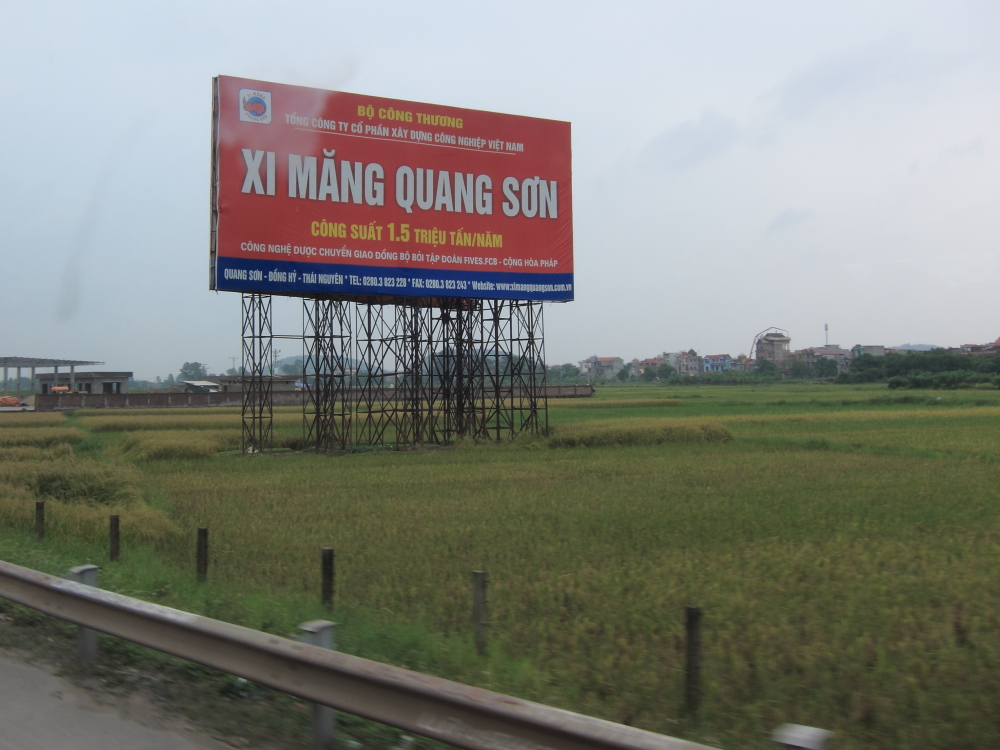 BỘ CÔNG THƯƠNG
TỔNG CÔNG TY CỔ PHẦN XÂY DỰNG CÔNG NGHIỆP VIỆT NAM
XI MĂNG QUANG SƠN
CÔNG SUẤT 1.5 TRIỆU TẤN/NĂM
CÔNG NGHỆ DƯỢC CHUYỂN GIAO ĐỒNG BỘ BỞI TẬP ĐOÀN FIVES.FCB - CỘNG HÒA PHÁP
QUANG SƠN - ĐỒNG HỶ - THÁI NGUYÊN * TEL: 0280.3 823 228 * FAX: 0280.3 823 243 * Website: www.ximangquangson.com.vn